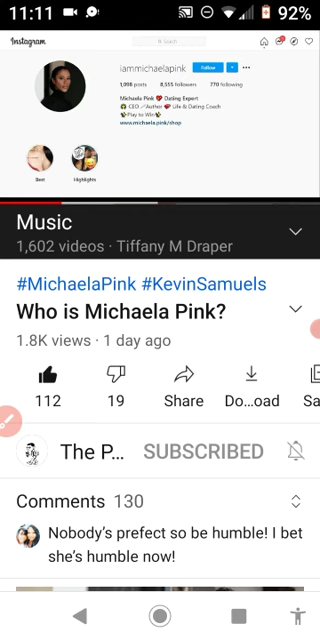 11:11 92%
Instagram Search
iammichaelapink Follow
1,098 posts 8,555 followers 770 following
Michaela Pink Dating Expert
CEO Author Life & Dating Coach
Play to Win
www.michaela.pink/shop
Best Highlights
Music
1,602 videos · Tiffany M Draper
#MichaelaPink #KevinSamuels
Who is Michaela Pink?
1.8K views · 1 day ago
112 19 Share Do...oad Sa
The P... SUBSCRIBED
Comments 130
Nobody's prefect so be humble! I bet
she's humble now!